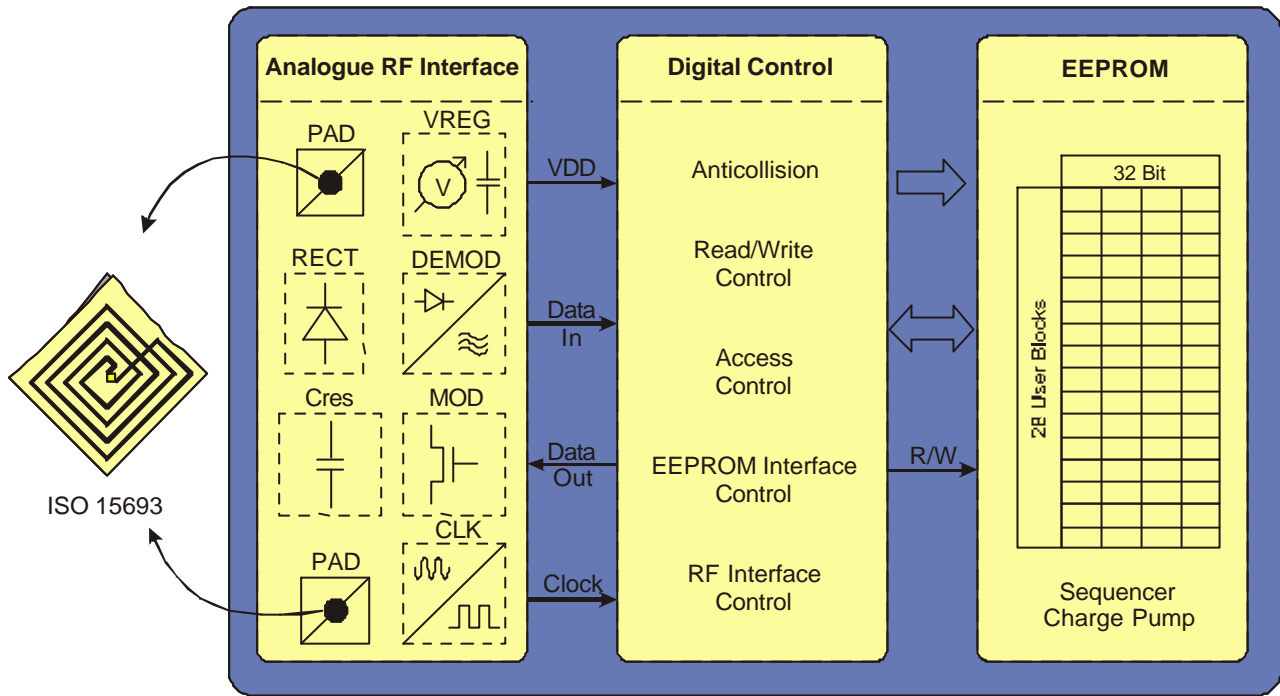 Analogue RF Interface
PAD
VREG
V
RECT
DEMOD
Cres
MOD
PAD
CLK
ISO 15693
VDD
Data
In
Data
Out
Clock
Digital Control
Anticollision
Read/Write
Control
Access
Control
EEPROM Interface
Control
RF Interface
Control
R/W
EEPROM
32 Bit
28 User Blocks
Sequencer
Charge Pump